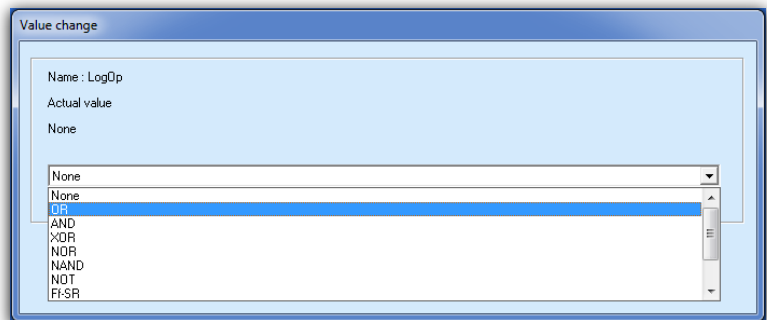 Value change
Name : LogOp
Actual value
None
None
None
OR
AND
XOR
NOR
NAND
NOT
Ff-SR